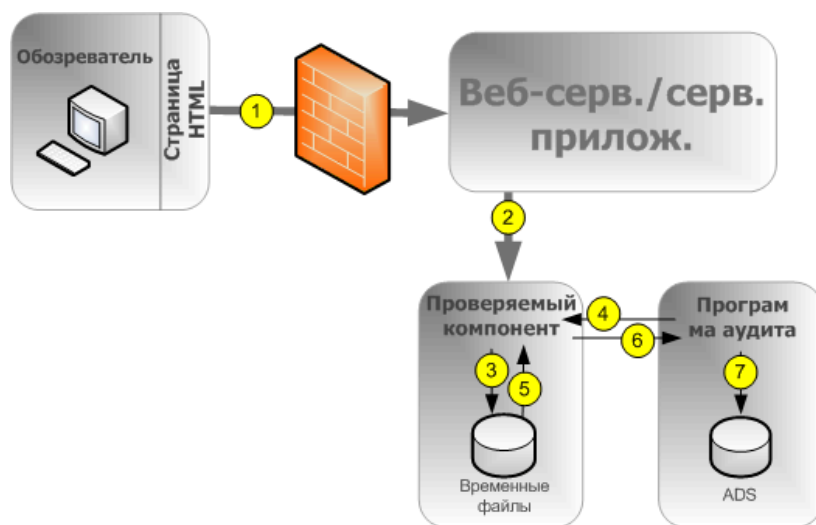 Обозреватель
Страница
HTML
1
Веб-серв./серв.
прилож.
2
Проверяемый
компонент
Програм
ма аудита
4
6
3
5
7
Временные
файлы
ADS